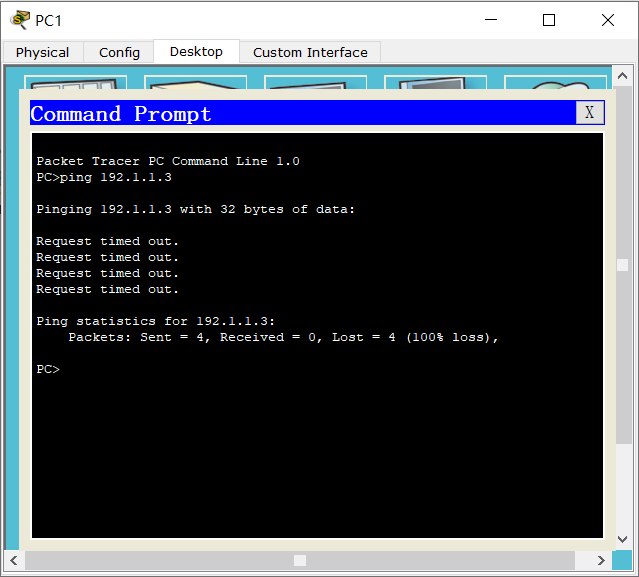 PC1
Physical Config Desktop Custom Interface
Command Prompt X
Packet Tracer PC Command Line 1.0
PC>ping 192.1.1.3
Pinging 192.1.1.3 with 32 bytes of data:
Request timed out.
Request timed out.
Request timed out.
Request timed out.
Ping statistics for 192.1.1.3:
Packets: Sent = 4, Received = 0, Lost = 4 (100% loss),
PC>